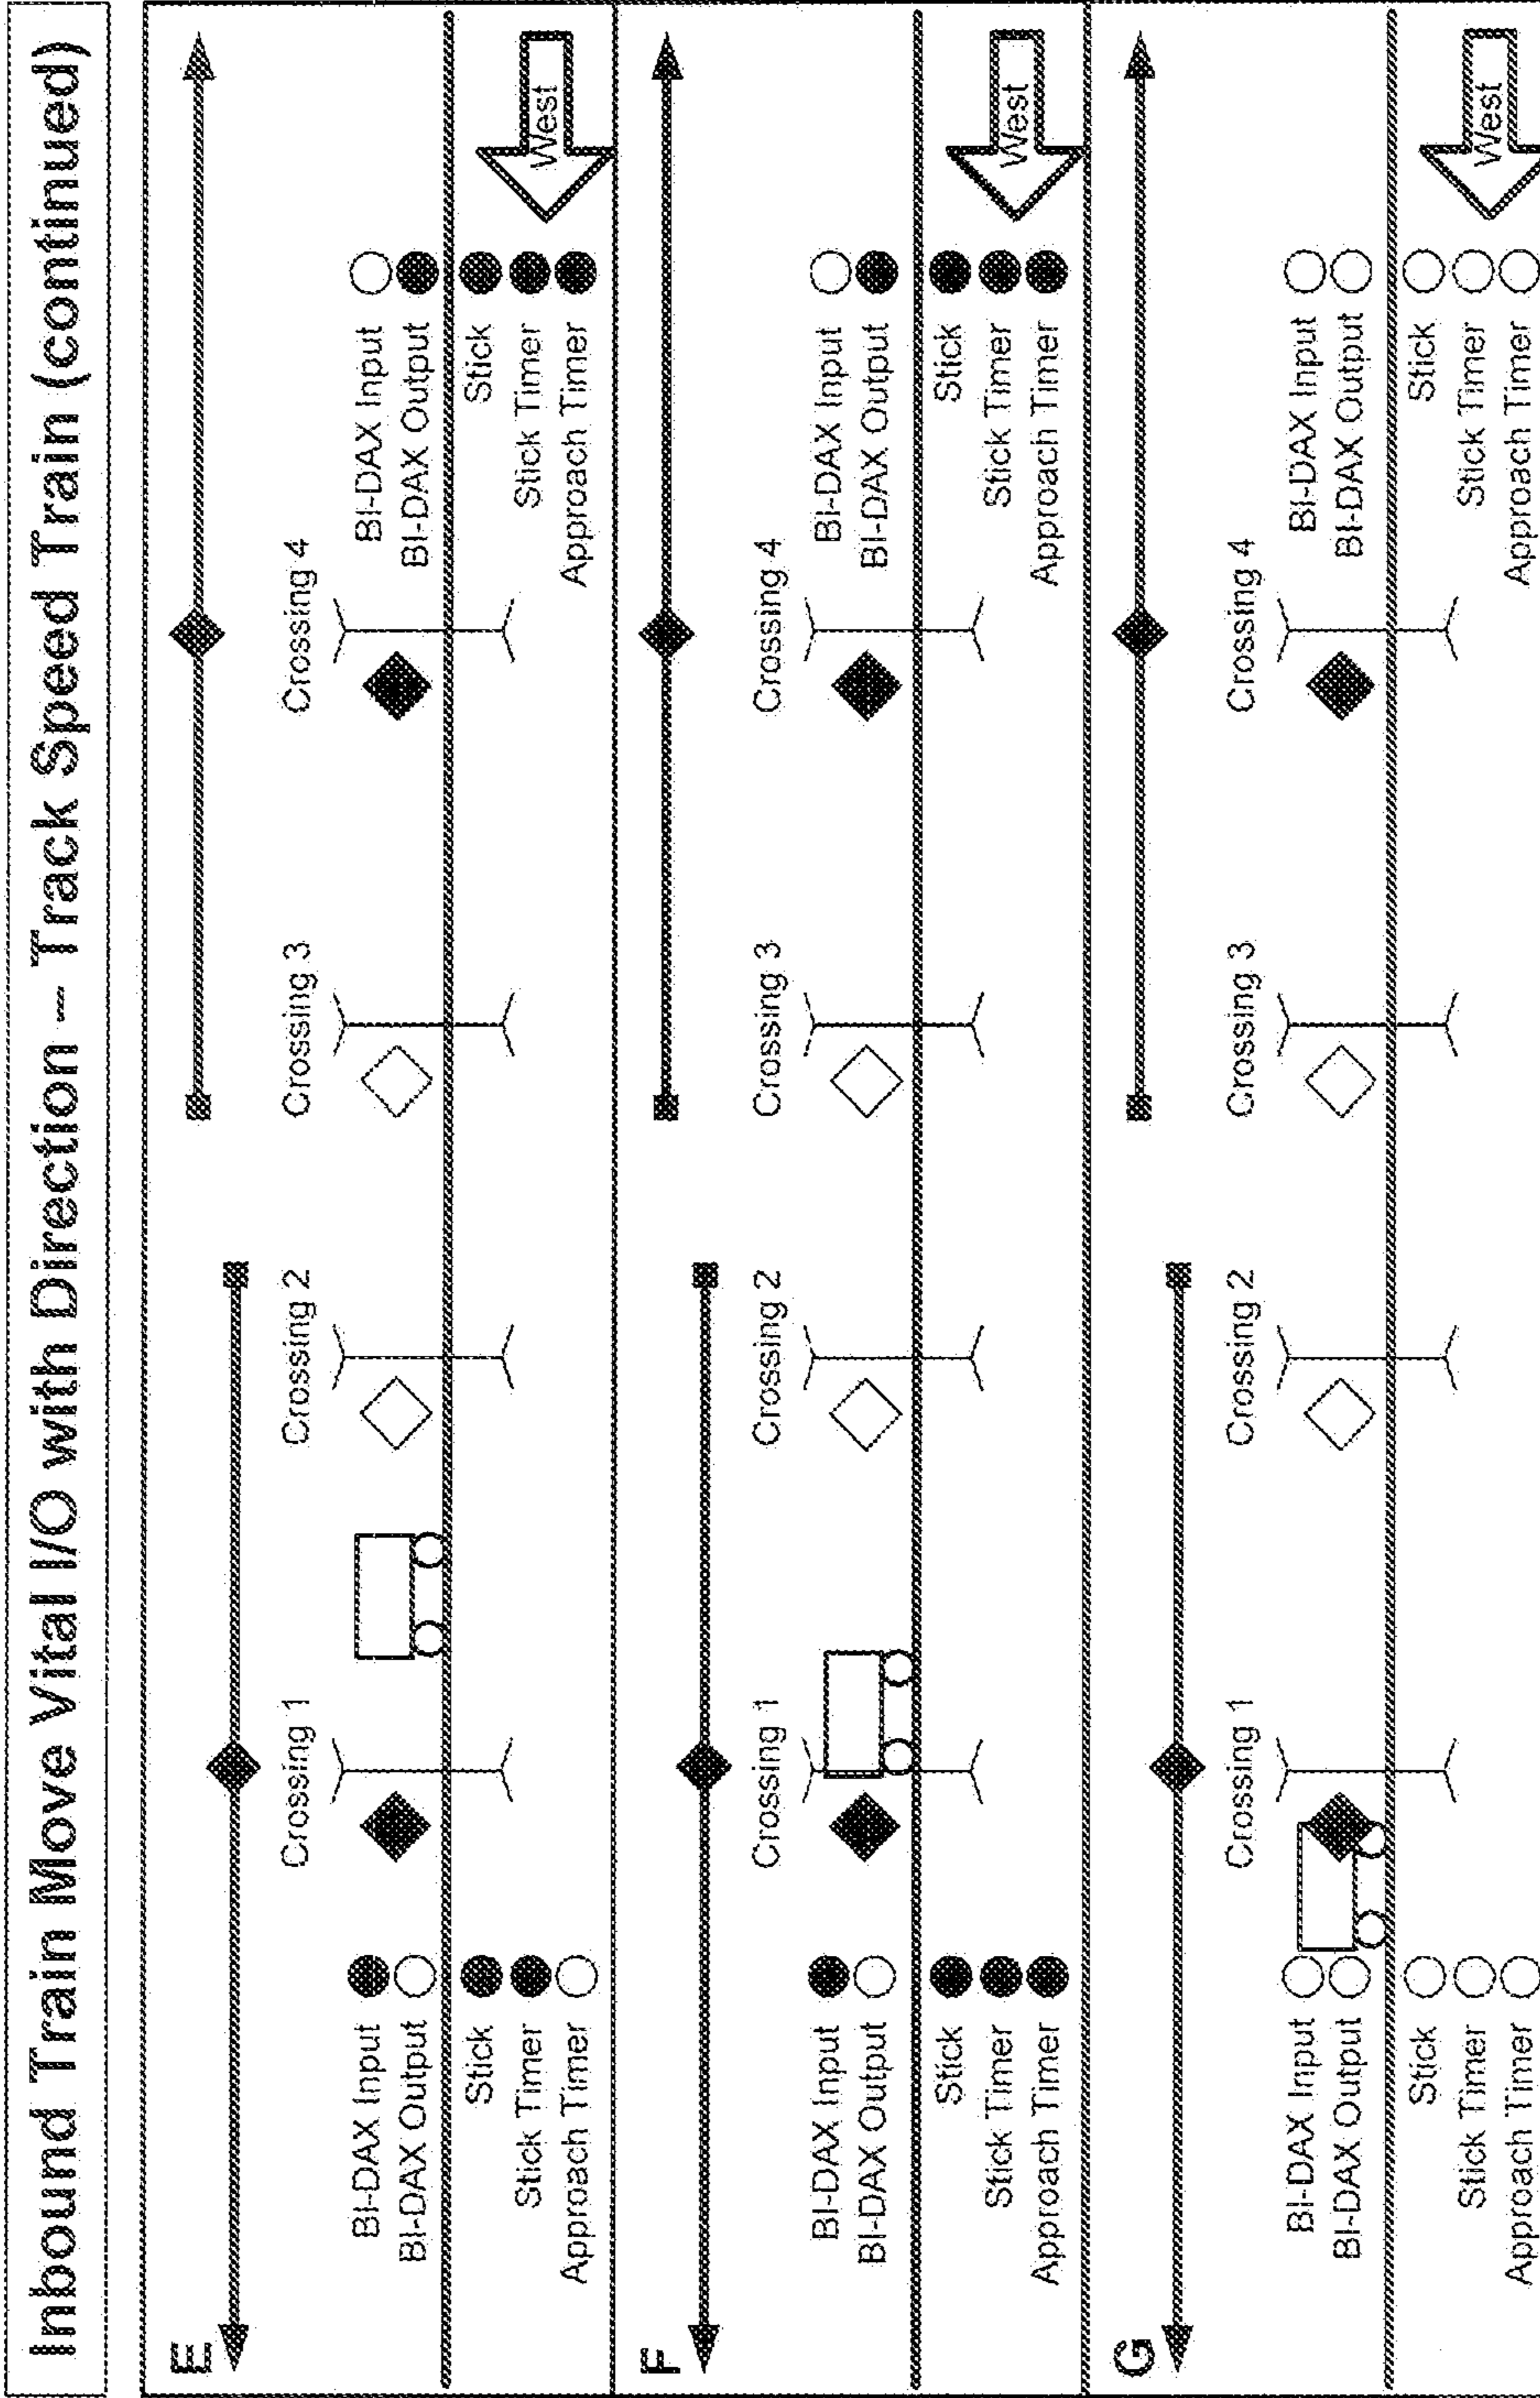 Inbound Train Move Vital I/O with Direction -- Track Speed Train (continued)
E
Crossing 1
Crossing 2
Crossing 3
Crossing 4
BI-DAX Input
BI-DAX Output
Stick
Stick Timer
Approach Timer
BI-DAX Input
BI-DAX Output
Stick
Stick Timer
Approach Timer
West
F
Crossing 1
Crossing 2
Crossing 3
Crossing 4
BI-DAX Input
BI-DAX Output
Stick
Stick Timer
Approach Timer
BI-DAX Input
BI-DAX Output
Stick
Stick Timer
Approach Timer
West
G
Crossing 1
Crossing 2
Crossing 3
Crossing 4
BI-DAX Input
BI-DAX Output
Stick
Stick Timer
Approach Timer
BI-DAX Input
BI-DAX Output
Stick
Stick Timer
Approach Timer
West